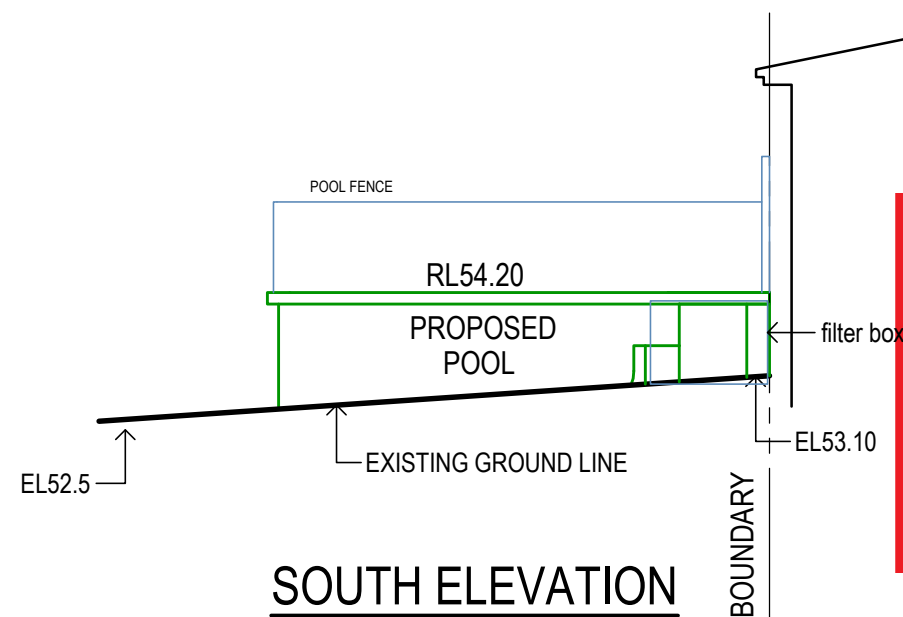 POOL FENCE
RL54.20
PROPOSED
POOL
filter box
EL53.10
EXISTING GROUND LINE
EL52.5
BOUNDARY
SOUTH ELEVATION